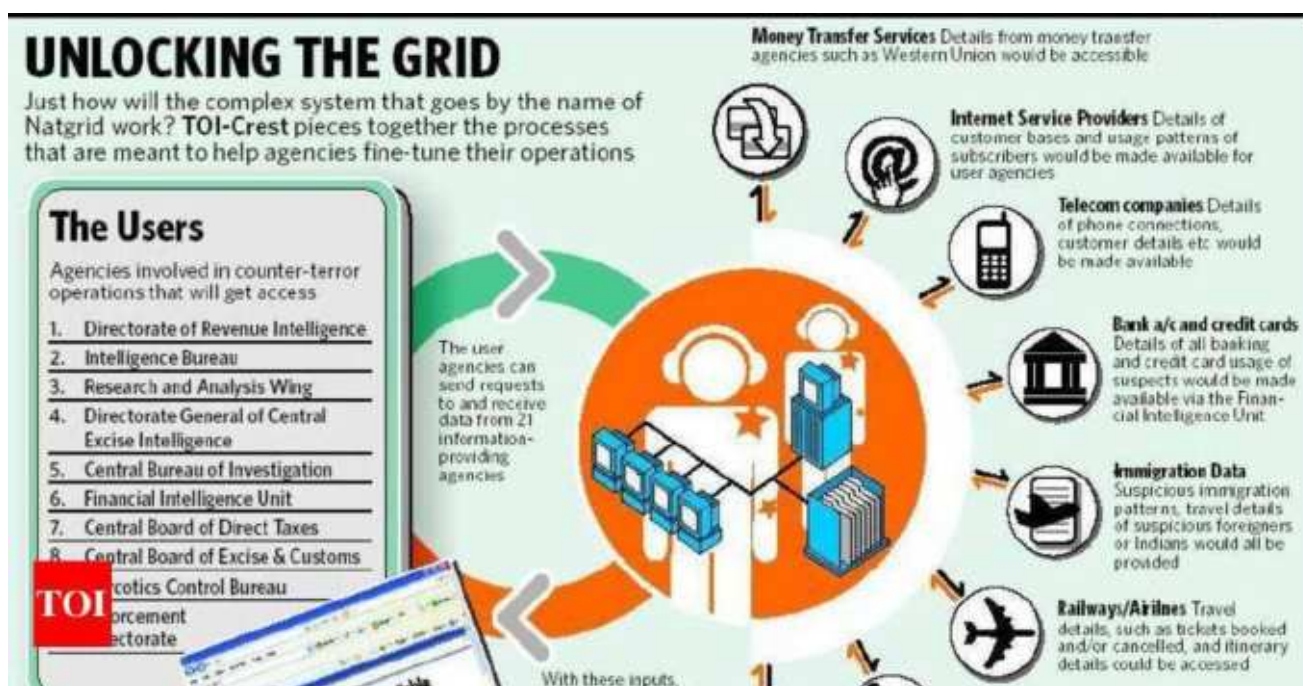 UNLOCKING THE GRID
Just how will the complex system that goes by the name of
Natgrid work? TOI-Crest pieces together the processes
that are meant to help agencies fine-tune their operations
The Users
Agencies involved in counter-terror
operations that will get access
1. Directorate of Revenue Intelligence
2. Intelligence Bureau
3. Research and Analysis Wing
4. Directorate General of Central
Excise Intelligence
5. Central Bureau of Investigation
6. Financial Intelligence Unit
7. Central Board of Direct Taxes
8. Central Board of Excise & Customs
rcotics Control Bureau
orcement
ectorate
TOI
The user
agencies can
send requests
to and receive
data from 21
information-
providing
agencies
With these inputs,
Money Transfer Services Details from money transfer
agencies such as Western Union would be accessible
Internet Service Providers Details of
customer bases and usage patterns of
subscribers would be made available for
user agencies
Telecom companies Details
of phone connections,
customer details etc would
be made available
Bank a/c and credit cards
Details of all banking
and credit card usage of
suspects would be made
available via the Finan-
cial Intelligence Unit
Immigration Data
Suspicious immigration
patterns, travel details
of suspicious foreigners
or Indians would all be
provided
Railways/Airilnes Travel
details, such as tickets booked
and/or cancelled, and itinerary
details could be accessed